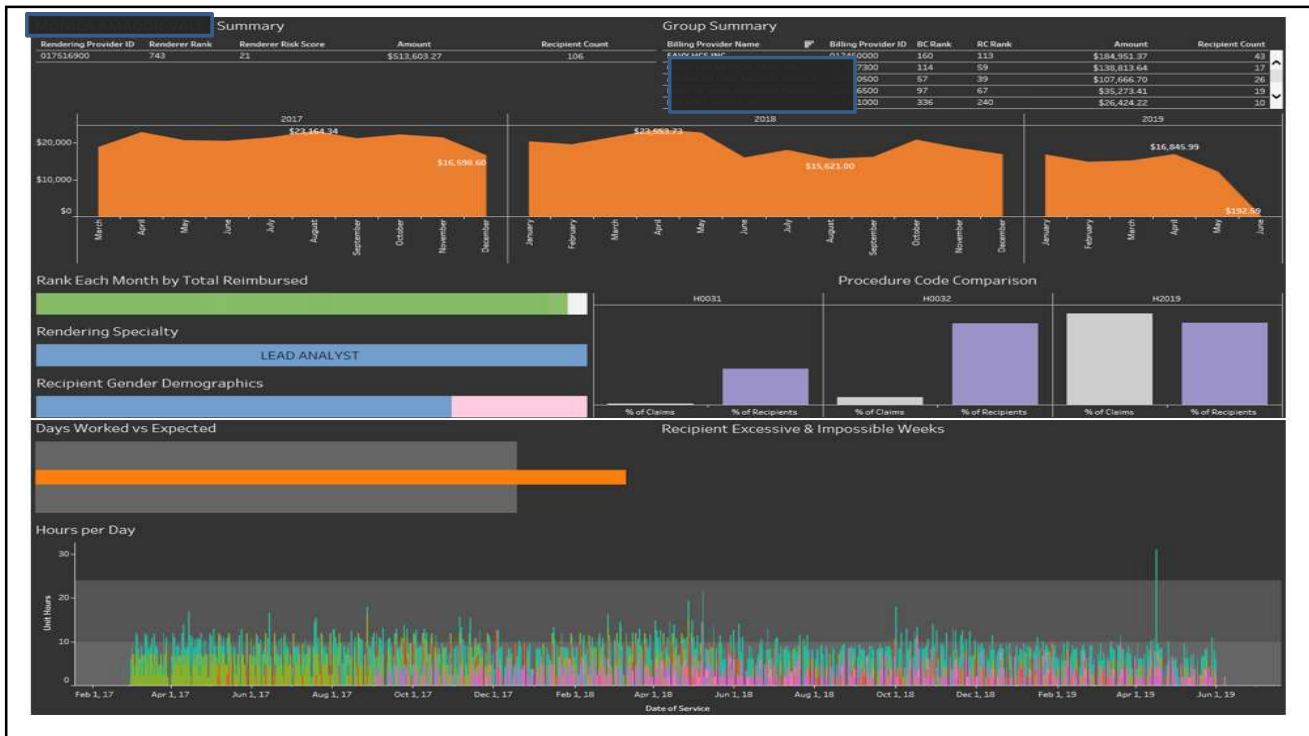 Summary
Group Summary
Rendering Provider ID Renderer Rank Renderer Risk Score Amount Recipient Count
017516900 743 21 $513,603.27 106
Billing Provider Name Billing Provider ID BC Rank RC Rank Amount Recipient Count
160 113 $184,951.37 43
7300 114 59 $138,813.64 17
0500 57 39 $107,666.70 26
6500 97 67 $35,273.41 19
1000 336 240 $26,424.22 10
2017 2018 2019
$20,000
$10,000
$0
$23,164.34
$16,598.60
$15,621.00
$16,845.99
$192.59
March April May June July August September October November December
January February March April May June July August September October November December
January February March April May June
Rank Each Month by Total Reimbursed
Rendering Specialty
LEAD ANALYST
Recipient Gender Demographics
Procedure Code Comparison
H0031 H0032 H2019
% of Claims % of Recipients % of Claims % of Recipients % of Claims % of Recipients
Days Worked vs Expected
Recipient Excessive & Impossible Weeks
Hours per Day
Unit Hours
30
20
10
0
Feb 1, 17 Apr 1, 17 Jun 1, 17 Aug 1, 17 Oct 1, 17 Dec 1, 17 Feb 1, 18 Apr 1, 18 Jun 1, 18 Aug 1, 18 Oct 1, 18 Dec 1, 18 Feb 1, 19 Apr 1, 19 Jun 1, 19
Date of Service